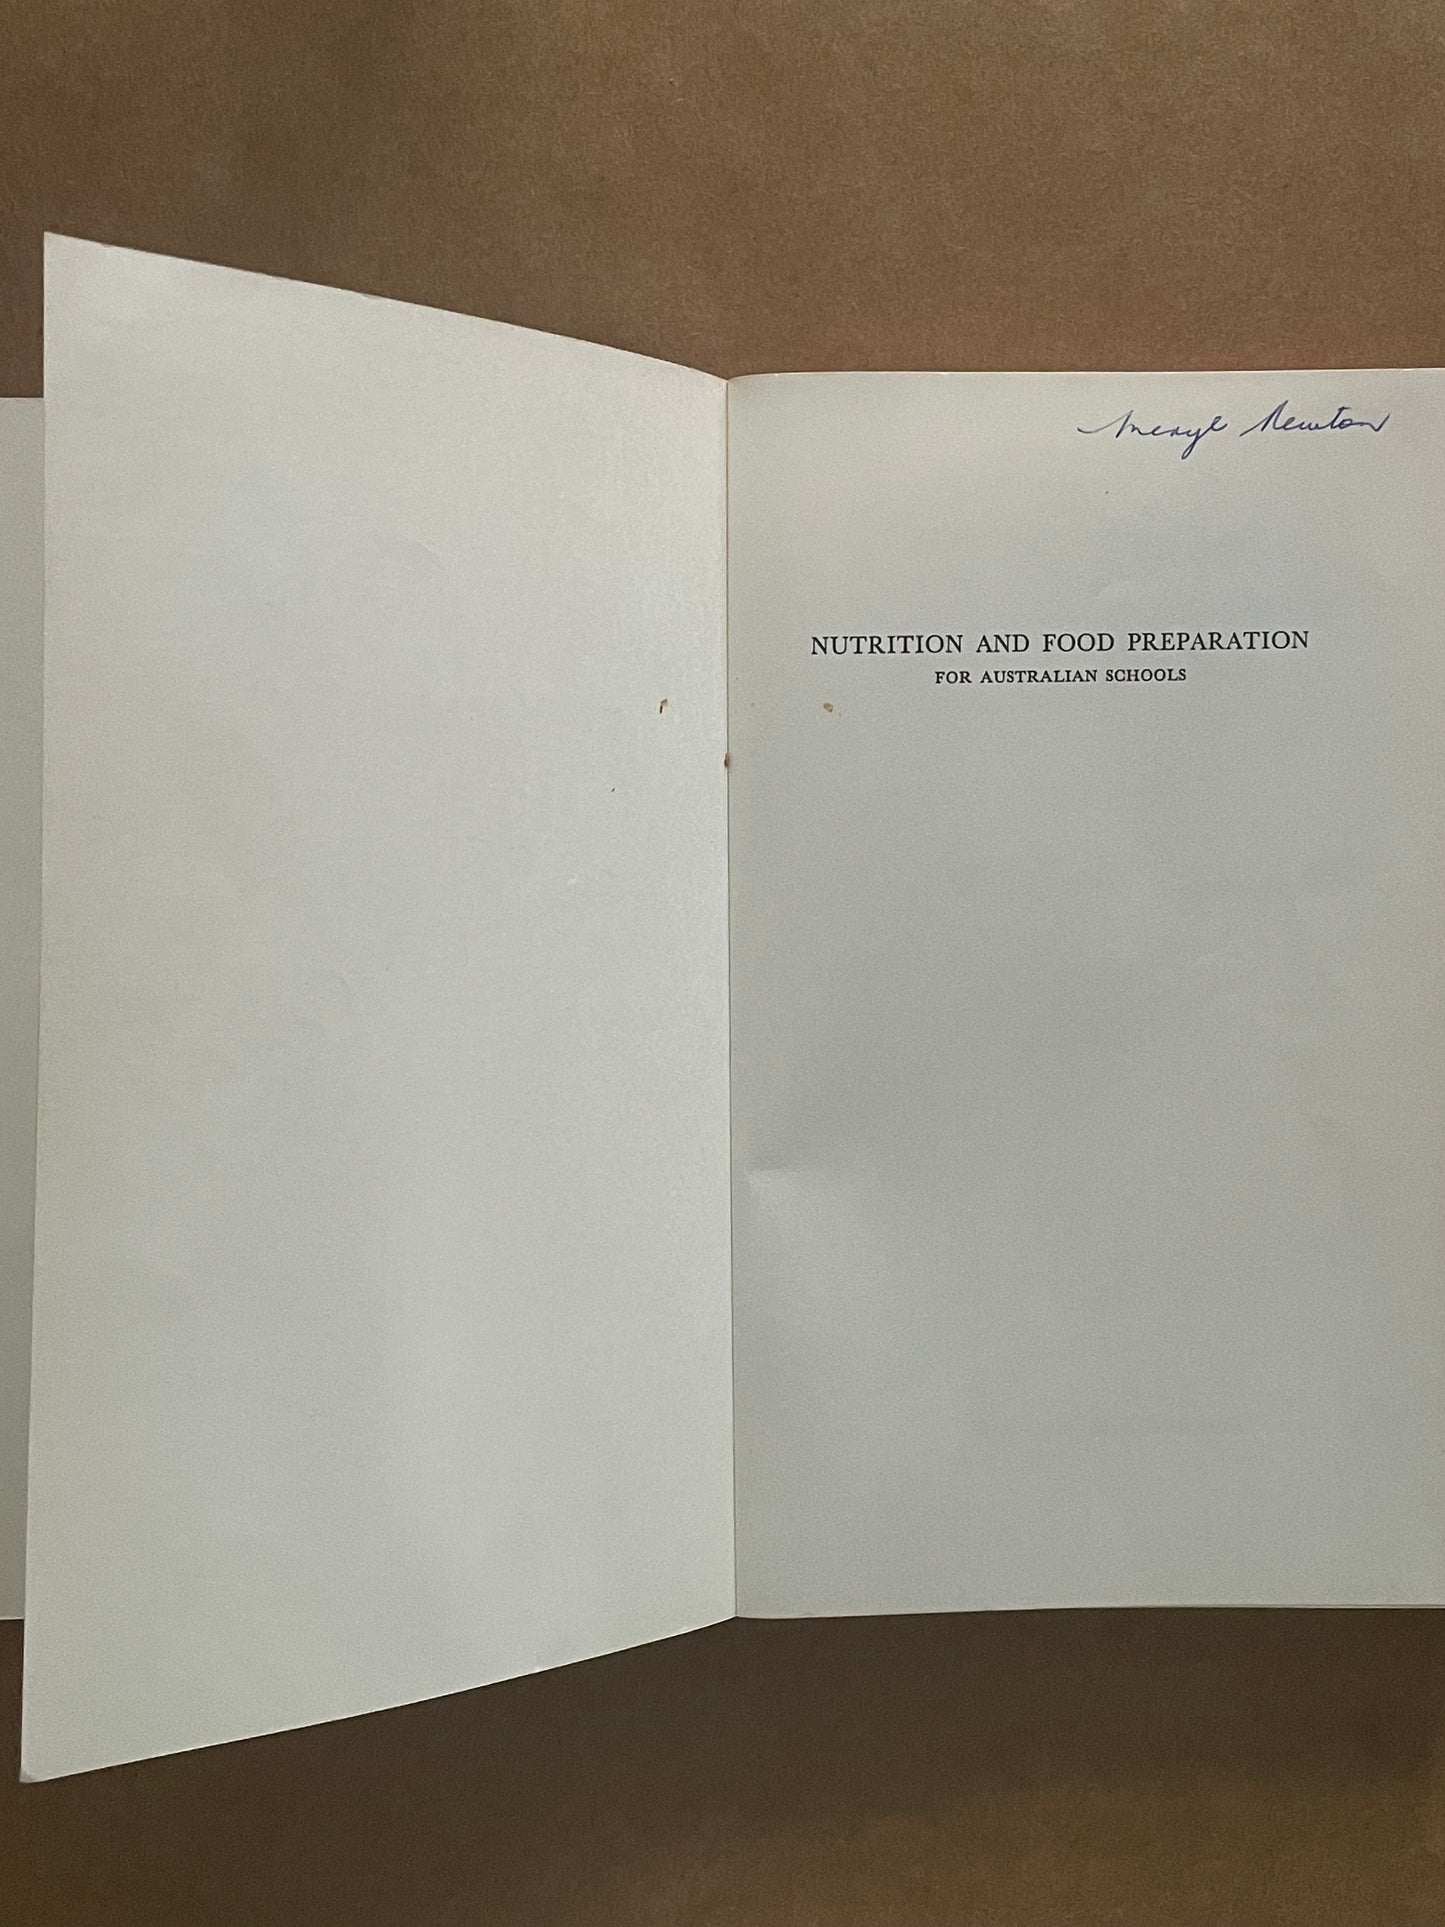 Meryl Newton
NUTRITION AND FOOD PREPARATION
FOR AUSTRALIAN SCHOOLS